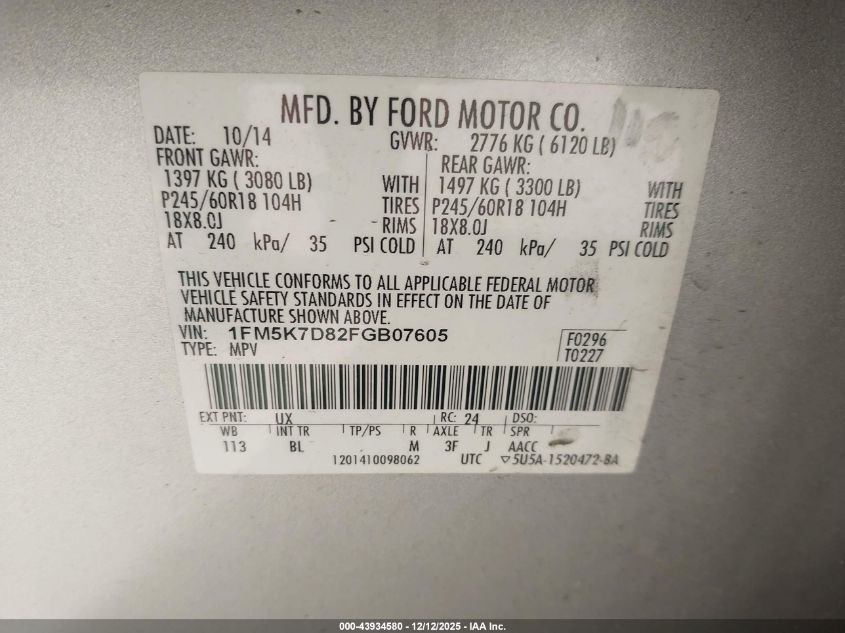 MFD. BY FORD MOTOR CO.
DATE: 10/14 GVWR: 2776 KG ( 6120 LB)
FRONT GAWR: REAR GAWR:
1397 KG ( 3080 LB) WITH 1497 KG ( 3300 LB) WITH
P245/60R18 104H TIRES P245/60R18 104H TIRES
18X8.0J RIMS 18X8.0J RIMS
AT 240 kPa/ 35 PSI COLD AT 240 kPa/ 35 PSI COLD
THIS VEHICLE CONFORMS TO ALL APPLICABLE FEDERAL MOTOR
VEHICLE SAFETY STANDARDS IN EFFECT ON THE DATE OF
MANUFACTURE SHOWN ABOVE.
VIN: 1FM5K7D82FGB07605 F0296
TYPE: MPV T0227
EXT PNT: UX RC: 24 DSO:
WB INT TR TP/PS R AXLE TR SPR
113 BL M 3F J AACC
1201410098062 UTC ▽5U5A-1520472-BA
000-43934580 - 12/12/2025 - IAA Inc.